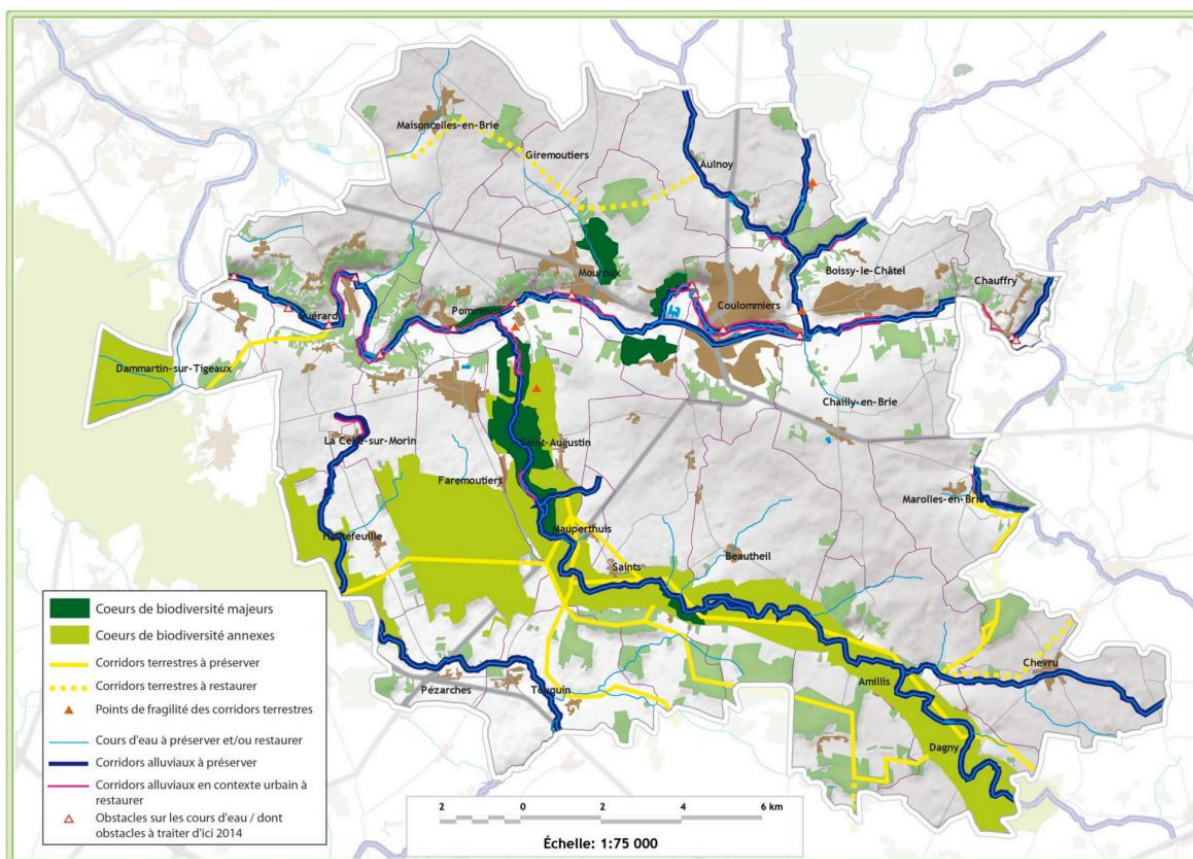 Maisoncelles-en-Brie
Giremoutiers
Aulnoy
Mouroux
Boissy-le-Châtel
Chauffry
Coulommiers
Guérard
Pommeuse
Dammartin-sur-Tigeaux
Chailly-en-Brie
La Celle-sur-Morin
Saint-Augustin
Faremoutiers
Marolles-en-Brie
Hautefeuille
Mauperthuis
Beautheil
Saints
Chevru
Amillis
Pézarches
Touquin
Dagny
Coeurs de biodiversité majeurs
Coeurs de biodiversité annexes
Corridors terrestres à préserver
Corridors terrestres à restaurer
Points de fragilité des corridors terrestres
Cours d'eau à préserver et/ou restaurer
Corridors alluviaux à préserver
Corridors alluviaux en contexte urbain à
restaurer
Obstacles sur les cours d'eau / dont
obstacles à traiter d'ici 2014
2 0 2 4 6 km
Échelle: 1:75 000